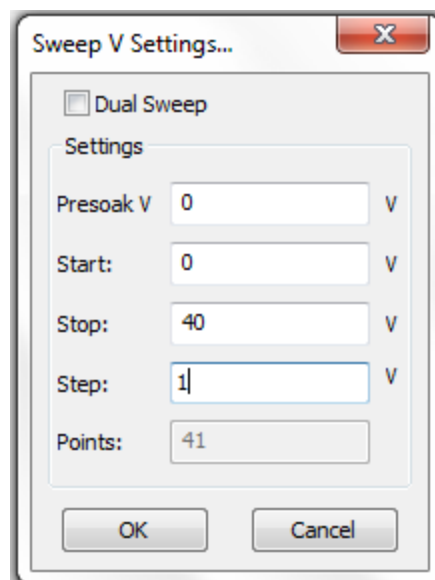 Sweep V Settings...
Dual Sweep
Settings
Presoak V 0 V
Start: 0 V
Stop: 40 V
Step: 1 V
Points: 41
OK Cancel